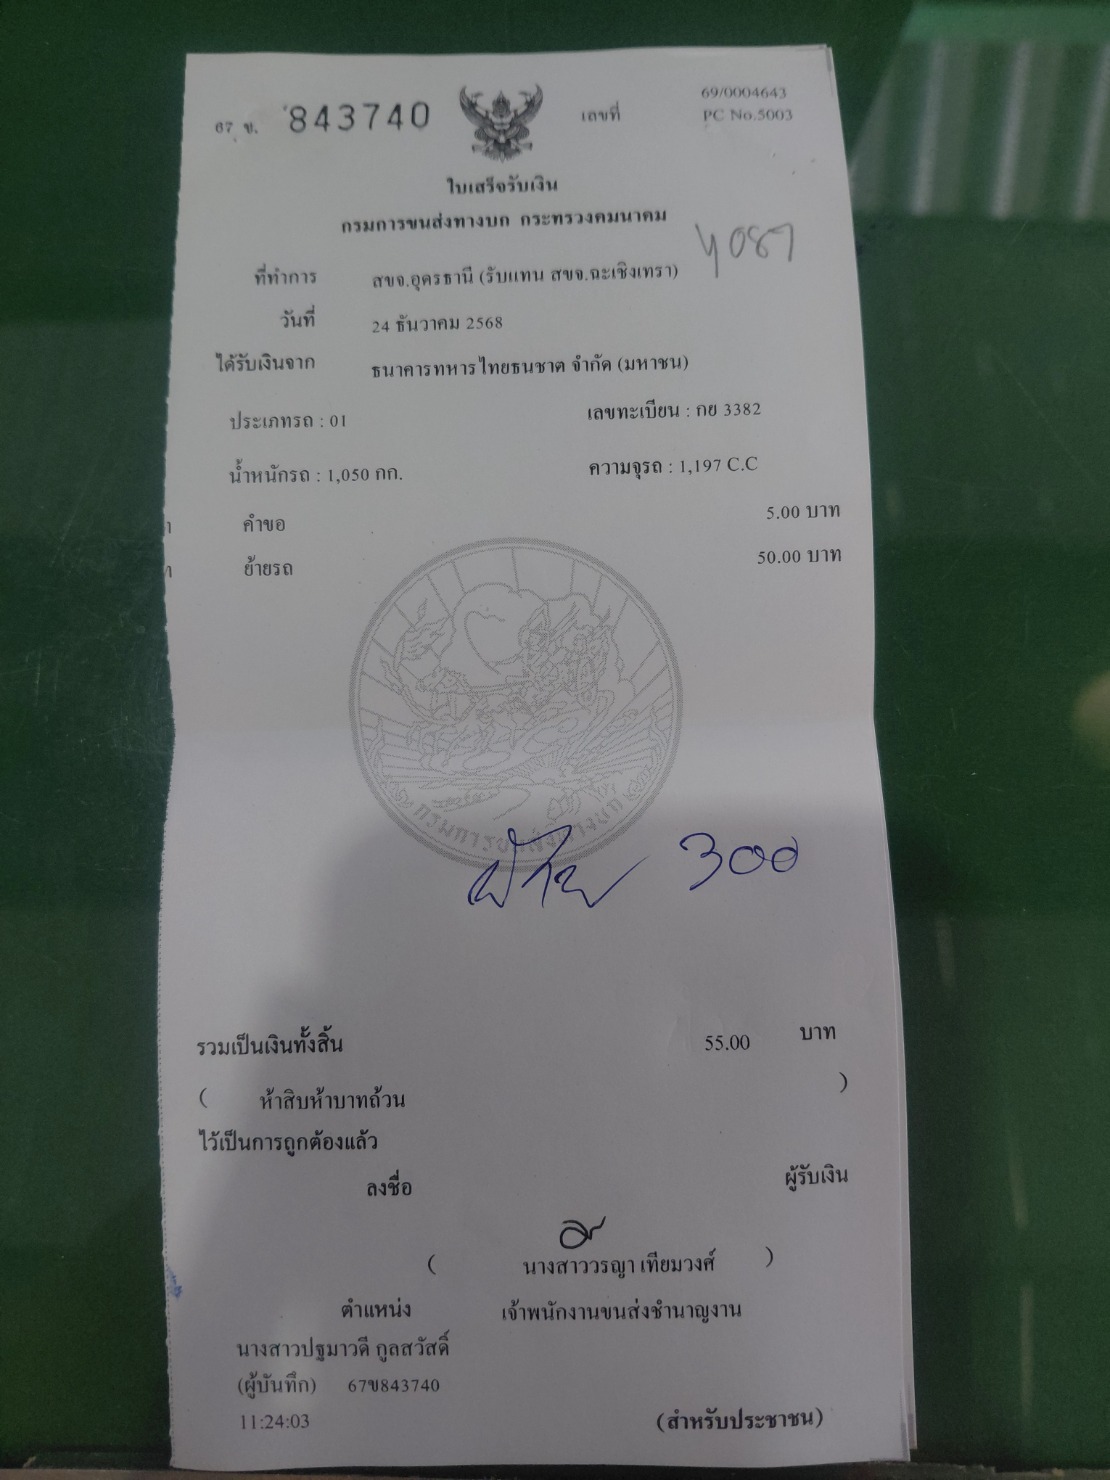 67 ข. 843740 เลขที่ 69/0004643
PC No.5003
ใบเสร็จรับเงิน
กรมการขนส่งทางบก กระทรวงคมนาคม
ที่ทำการ สขจ.อุดรธานี (รับแทน สขจ.ฉะเชิงเทรา)
วันที่ 24 ธันวาคม 2568
ได้รับเงินจาก ธนาคารทหารไทยธนชาต จำกัด (มหาชน)
ประเภทรถ : 01 เลขทะเบียน : กย 3382
น้ำหนักรถ : 1,050 กก. ความจุรถ : 1,197 C.C
คำขอ 5.00 บาท
ย้ายรถ 50.00 บาท
กรมการขนส่งทางบก
300
รวมเป็นเงินทั้งสิ้น 55.00 บาท
( ห้าสิบห้าบาทถ้วน )
ไว้เป็นการถูกต้องแล้ว
ลงชื่อ ผู้รับเงิน
( นางสาววรญา เทียมวงศ์ )
ตำแหน่ง เจ้าพนักงานขนส่งชำนาญงาน
นางสาวปฐมาวดี กูลสวัสดิ์
(ผู้บันทึก) 67ข843740
11:24:03 (สำหรับประชาชน)